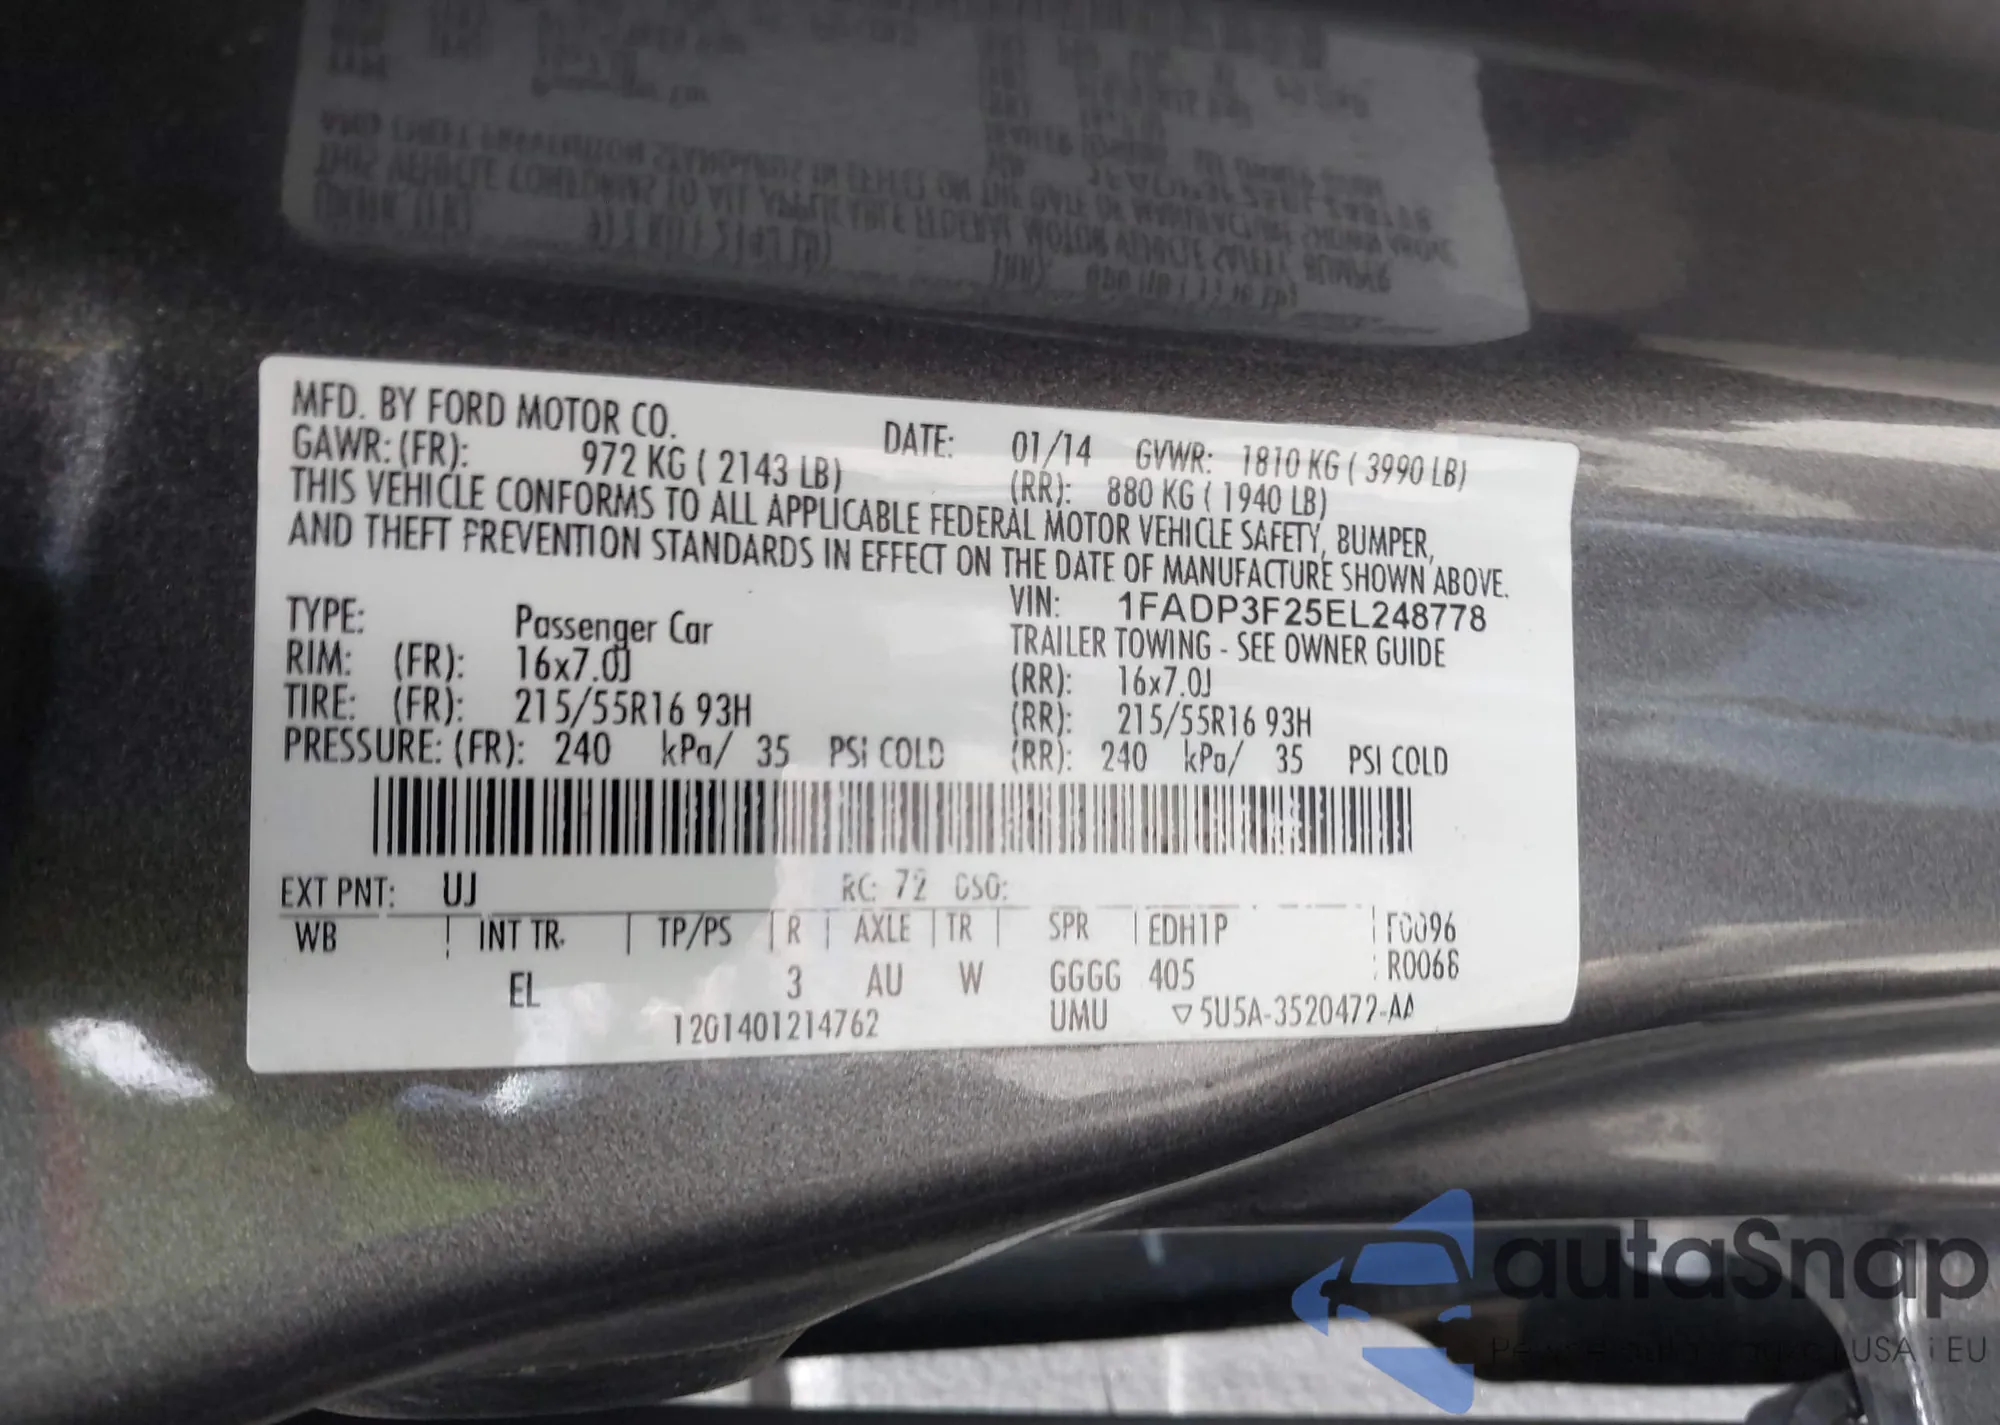 MFD. BY FORD MOTOR CO. DATE: 01/14 GVWR: 1810 KG ( 3990 LB)
GAWR: (FR): 972 KG ( 2143 LB) (RR): 880 KG ( 1940 LB)
THIS VEHICLE CONFORMS TO ALL APPLICABLE FEDERAL MOTOR VEHICLE SAFETY, BUMPER,
AND THEFT PREVENTION STANDARDS IN EFFECT ON THE DATE OF MANUFACTURE SHOWN ABOVE.
VIN: 1FADP3F25EL248778
TYPE: Passenger Car TRAILER TOWING - SEE OWNER GUIDE
RIM: (FR): 16x7.0J (RR): 16x7.0J
TIRE: (FR): 215/55R16 93H (RR): 215/55R16 93H
PRESSURE: (FR): 240 kPa/ 35 PSI COLD (RR): 240 kPa/ 35 PSI COLD
EXT PNT: UJ RC: 72 DSO:
WB INT TR. TP/PS R AXLE TR SPR EDH1P F0096
EL 3 AU W GGGG 405 R0068
1201401214762 UMU ▽5U5A-3520472-AA
autoSnap
USA i EU